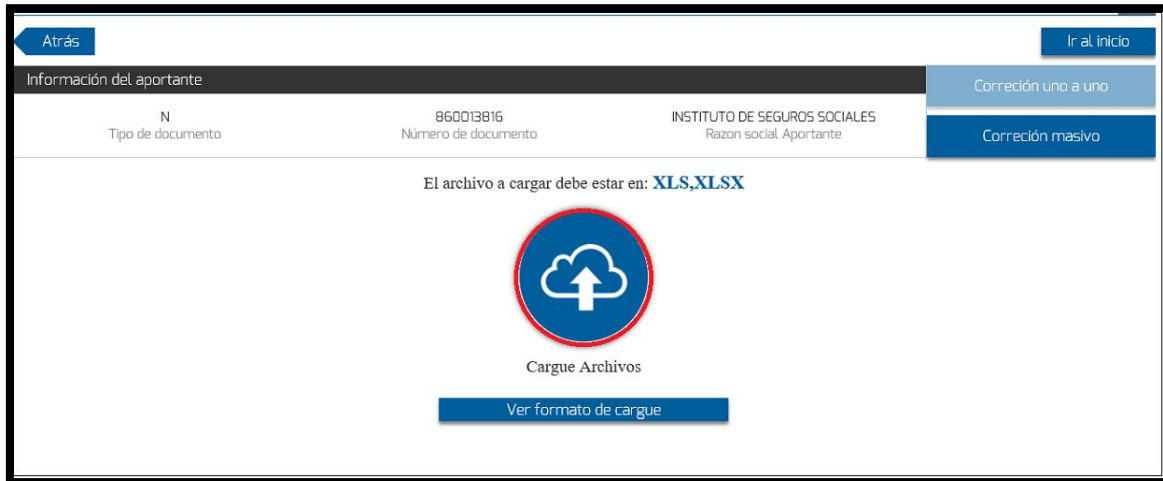 Atrás
Ir al inicio
Información del aportante
Correción uno a uno
N
860013816
INSTITUTO DE SEGUROS SOCIALES
Tipo de documento
Número de documento
Razon social Aportante
Correción masivo
El archivo a cargar debe estar en: XLS,XLSX
Cargue Archivos
Ver formato de cargue